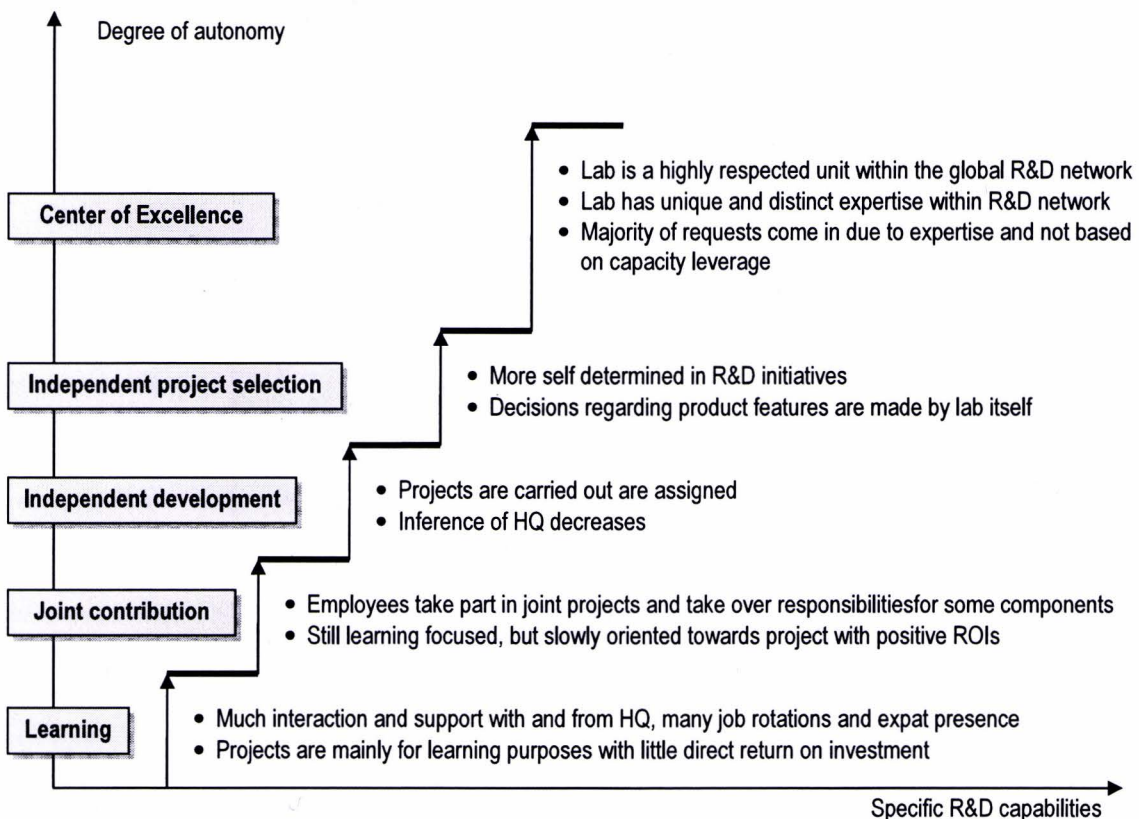 Degree of autonomy
• Lab is a highly respected unit within the global R&D network
Center of Excellence
• Lab has unique and distinct expertise within R&D network
• Majority of requests come in due to expertise and not based
on capacity leverage
Independent project selection
• More self determined in R&D initiatives
• Decisions regarding product features are made by lab itself
Independent development
• Projects are carried out are assigned
• Inference of HQ decreases
Joint contribution
• Employees take part in joint projects and take over responsibilitiesfor some components
• Still learning focused, but slowly oriented towards project with positive ROIs
Learning
• Much interaction and support with and from HQ, many job rotations and expat presence
• Projects are mainly for learning purposes with little direct return on investment
Specific R&D capabilities